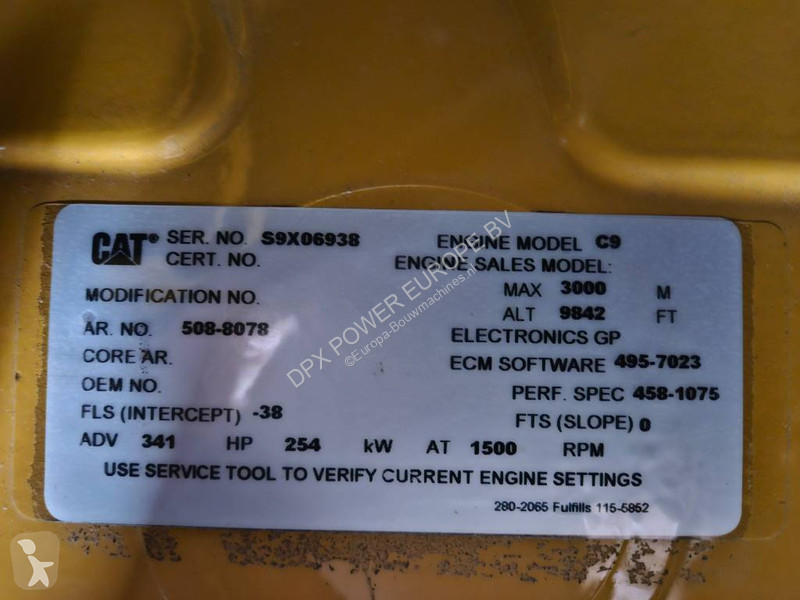 CAT® SER. NO. S9X06938 ENGINE MODEL C9
CERT. NO. ENGINE SALES MODEL:
MODIFICATION NO. MAX 3000 M
ALT 9842 FT
AR. NO. 508-8078 ELECTRONICS GP
CORE AR. ECM SOFTWARE 495-7023
OEM NO. PERF. SPEC 458-1075
FLS (INTERCEPT) -38 FTS (SLOPE) 0
ADV 341 HP 254 kW AT 1500 RPM
USE SERVICE TOOL TO VERIFY CURRENT ENGINE SETTINGS
280-2065 Fulfills 115-5852
DPX POWER EUROPE BV
©Europa-Bouwmachines.nl